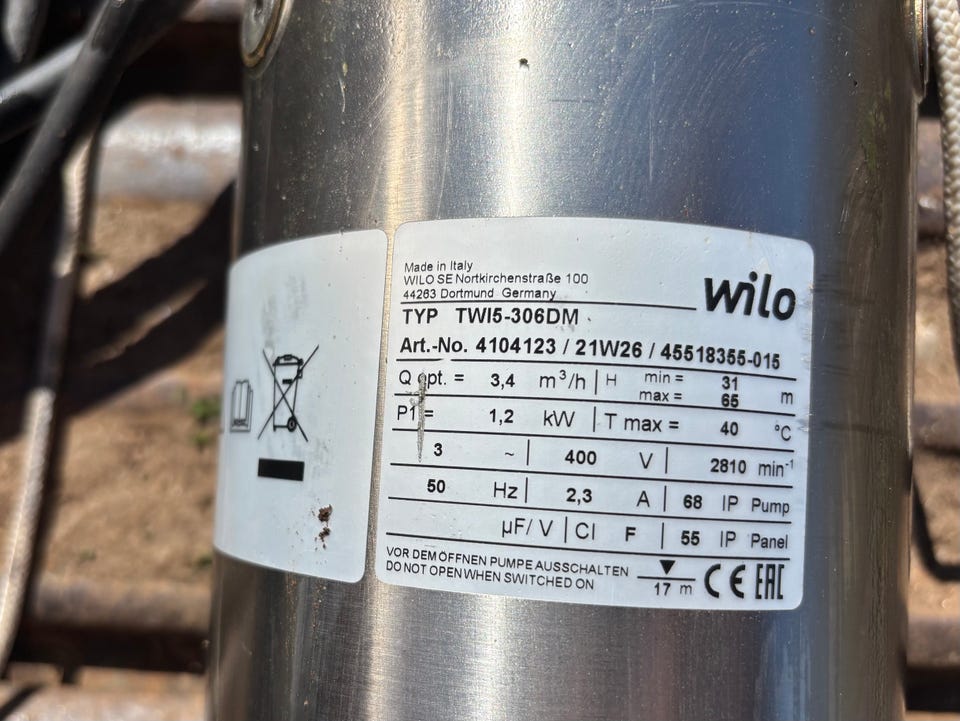 Made in Italy
WILO SE Nortkirchenstraße 100
44263 Dortmund Germany
wilo
TYP TWI5-306DM
Art.-No. 4104123 / 21W26 / 45518355-015
Q opt. = 3,4 m³/h H min = 31 m
max = 65
P1 = 1,2 kW T max = 40 °C
3 ~ 400 V 2810 min⁻¹
50 Hz 2,3 A 68 IP Pump
µF/ V Cl F 55 IP Panel
VOR DEM ÖFFNEN PUMPE AUSSCHALTEN
DO NOT OPEN WHEN SWITCHED ON
17 m CE EAC